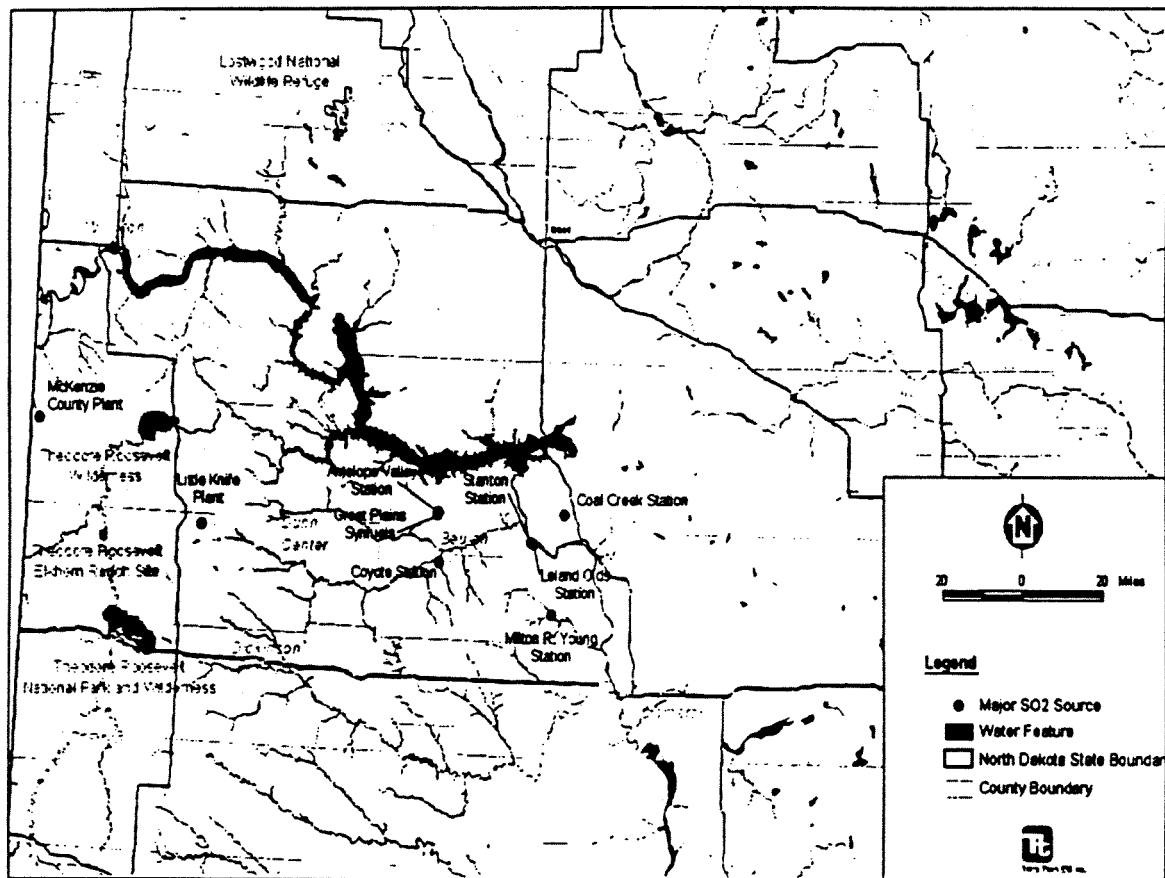 Lostwood National
Wildlife Refuge
McKenzie
County Plant
Theodore Roosevelt
Wilderness
Little Knife
Plant
Antelope Valley
Station
Stanton
Station
Coal Creek Station
Great Plains
Synfuels
Center
Theodore Roosevelt
Elkhorn Ranch Site
Coyote Station
Leland Olds
Station
Milton R. Young
Station
Dickinson
Theodore Roosevelt
National Park and Wilderness
N
20 0 20 Miles
Legend
Major SO2 Source
Water Feature
North Dakota State Boundar
County Boundary
Tt